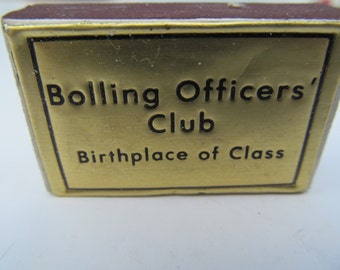 Bolling Officers'
Club
Birthplace of Class